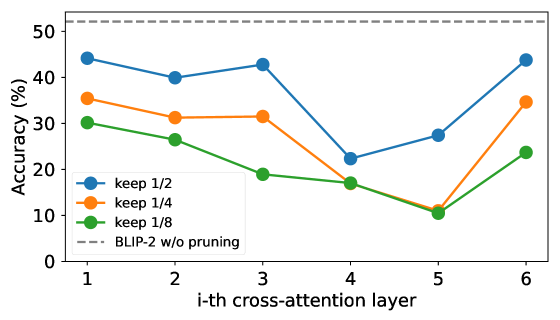 50
40
30
20
10
0
Accuracy (%)
keep 1/2
keep 1/4
keep 1/8
BLIP-2 w/o pruning
1 2 3 4 5 6
i-th cross-attention layer